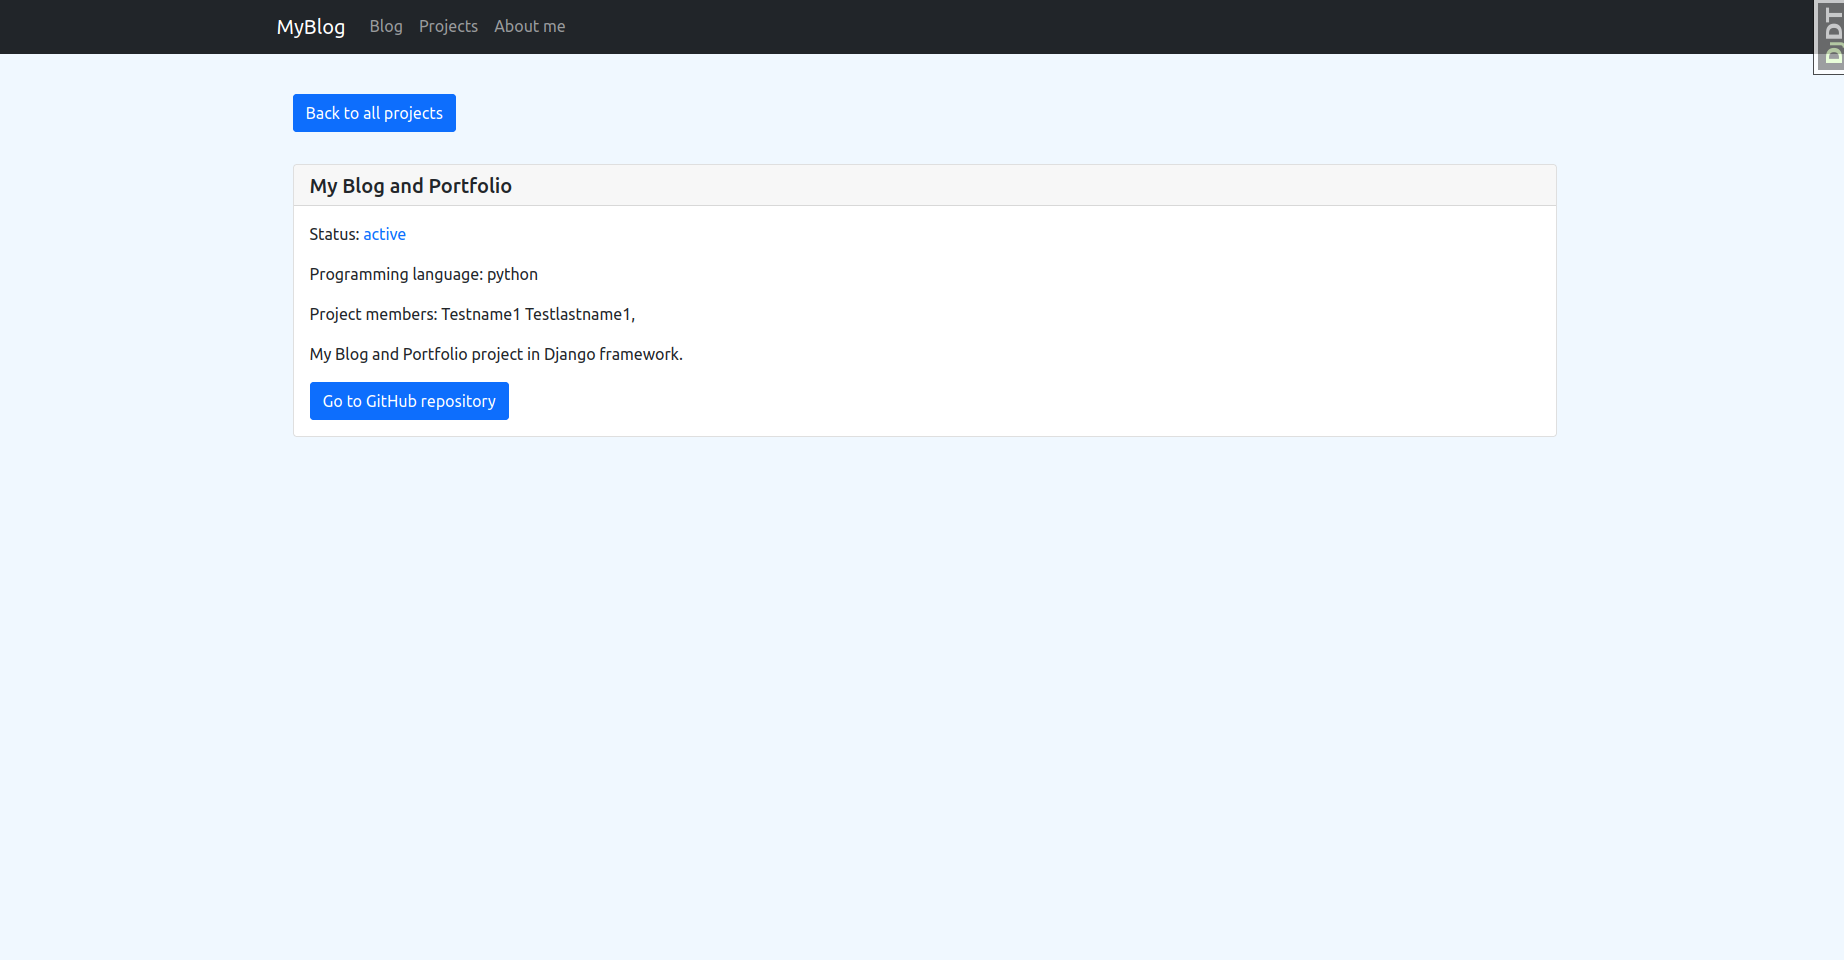 MyBlog Blog Projects About me
DjDT
Back to all projects
My Blog and Portfolio
Status: active
Programming language: python
Project members: Testname1 Testlastname1,
My Blog and Portfolio project in Django framework.
Go to GitHub repository